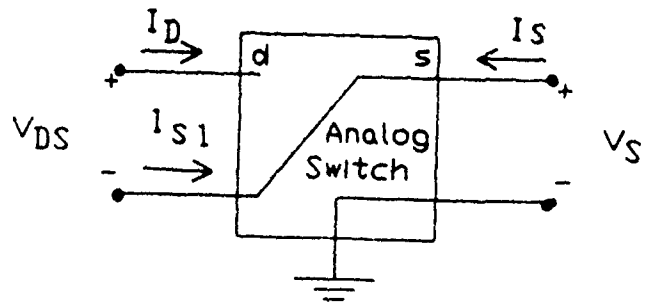 I_D
I_S
d
s
+
+
V_DS
I_S1
Analog
Switch
V_S
-
-